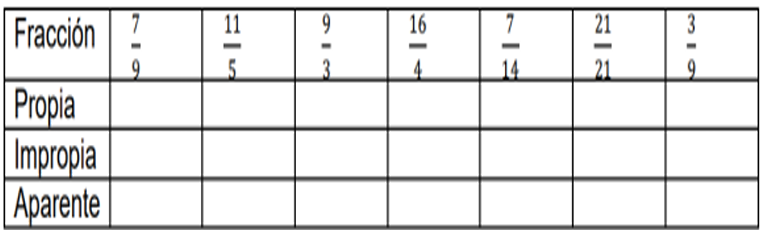 Fracción 7/9 11/5 9/3 16/4 7/14 21/21 3/9
Propia
Impropia
Aparente